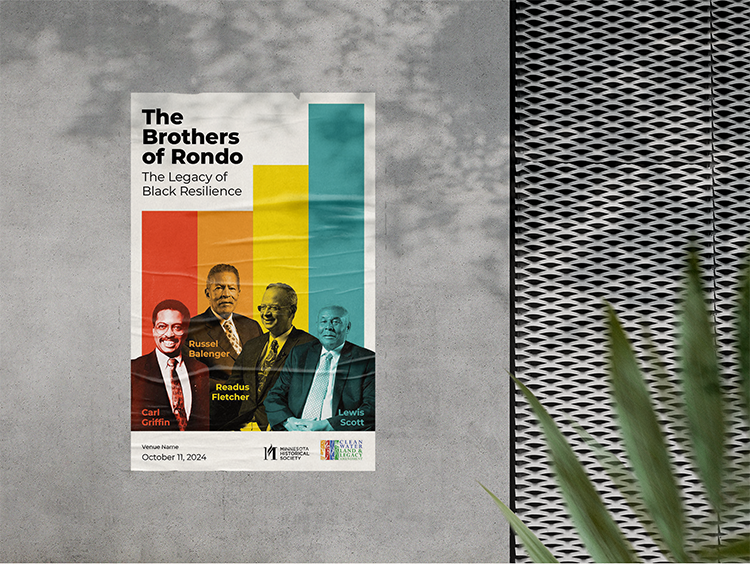 The
Brothers
of Rondo
The Legacy of
Black Resilience
Russel
Balenger
Readus
Fletcher
Carl
Griffin
Lewis
Scott
Venue Name
October 11, 2024
MINNESOTA
HISTORICAL
SOCIETY
CLEAN
WATER
LAND &
LEGACY